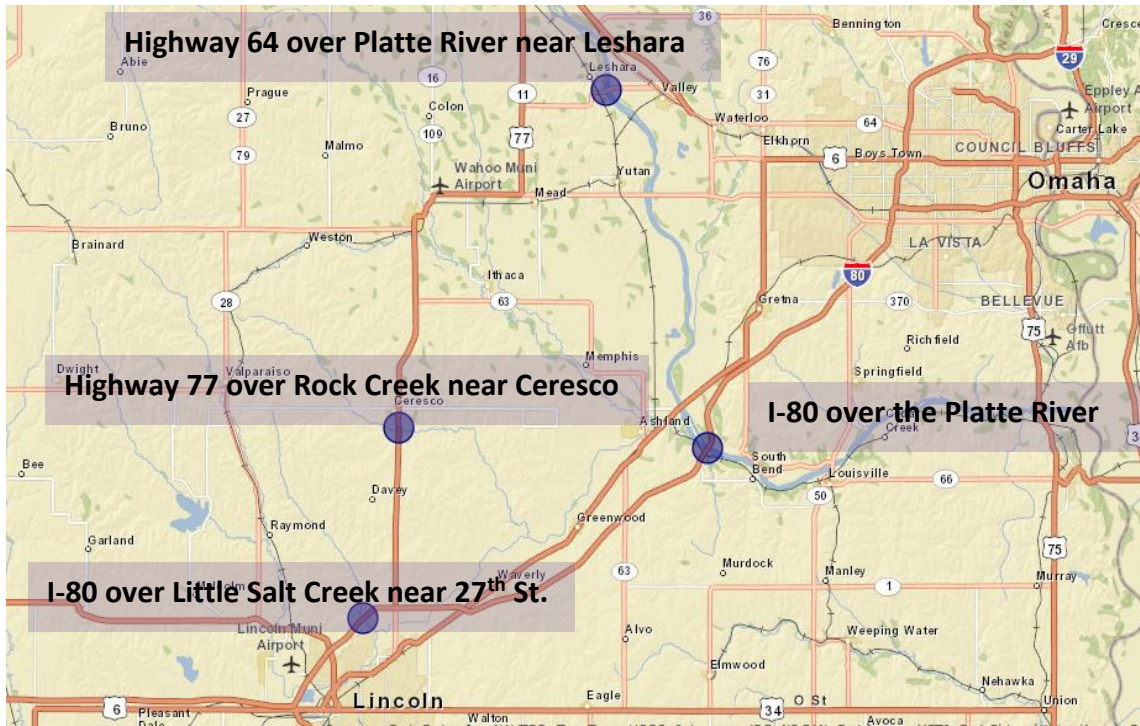 Highway 64 over Platte River near Leshara
36
Bennington
Cresce
Abie
16
Leshara
29
Prague
Colon
11
Valley
76
31
Eppley A
Airport
Bruno
27
109
77
Waterloo
64
Carter Lake
Malmo
79
Elkhorn
6
Boys Town
COUNCIL BLUFFS
Wahoo Muni
Airport
Yutan
Omaha
Mead
Brainard
Weston
LA VISTA
Ithaca
80
28
63
Gretna
370
BELLEVUE
Richfield
75
Offutt
Afb
Memphis
Dwight
Valparaiso
Springfield
Highway 77 over Rock Creek near Ceresco
Ceresco
I-80 over the Platte River
Ashland
Creek
3
Bee
South
Bend
Louisville
66
Davey
50
Raymond
Greenwood
Garland
75
Murdock
Manley
1
Murray
63
Waverly
I-80 over Little Salt Creek near 27th St.
Lincoln Muni
Airport
Alvo
Weeping Water
Elmwood
Nehawka
Lincoln
Eagle
O St
6
Pleasant
Dale
Walton
34
Avoca
Union